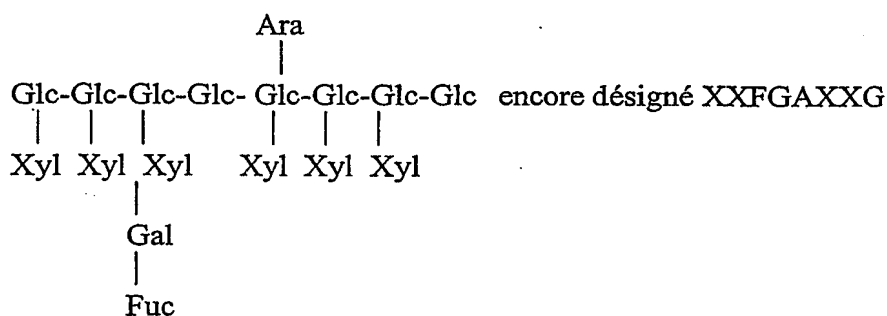 Ara
Glc-Glc-Glc-Glc- Glc-Glc-Glc-Glc encore désigné XXFGAXXG
Xyl Xyl Xyl Xyl Xyl Xyl
Gal
Fuc